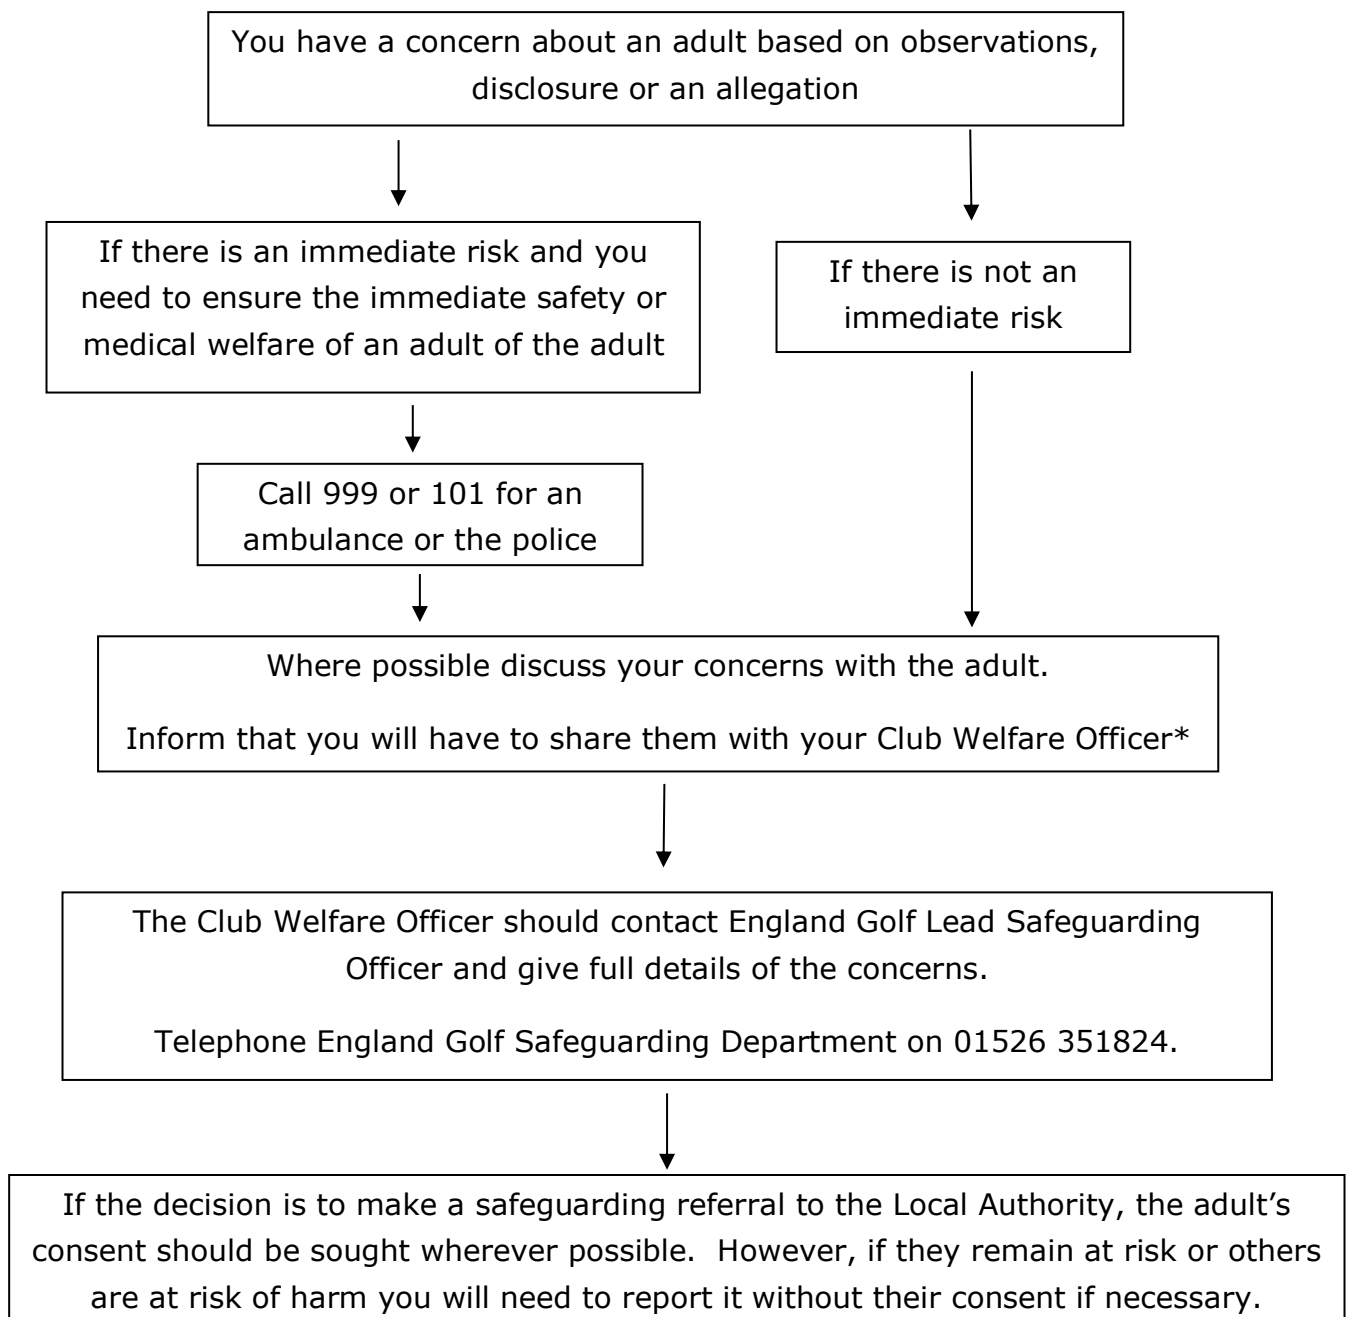 You have a concern about an adult based on observations,
disclosure or an allegation
If there is an immediate risk and you
need to ensure the immediate safety or
medical welfare of an adult of the adult
If there is not an
immediate risk
Call 999 or 101 for an
ambulance or the police
Where possible discuss your concerns with the adult.
Inform that you will have to share them with your Club Welfare Officer*
The Club Welfare Officer should contact England Golf Lead Safeguarding
Officer and give full details of the concerns.
Telephone England Golf Safeguarding Department on 01526 351824.
If the decision is to make a safeguarding referral to the Local Authority, the adult’s
consent should be sought wherever possible.  However, if they remain at risk or others
are at risk of harm you will need to report it without their consent if necessary.